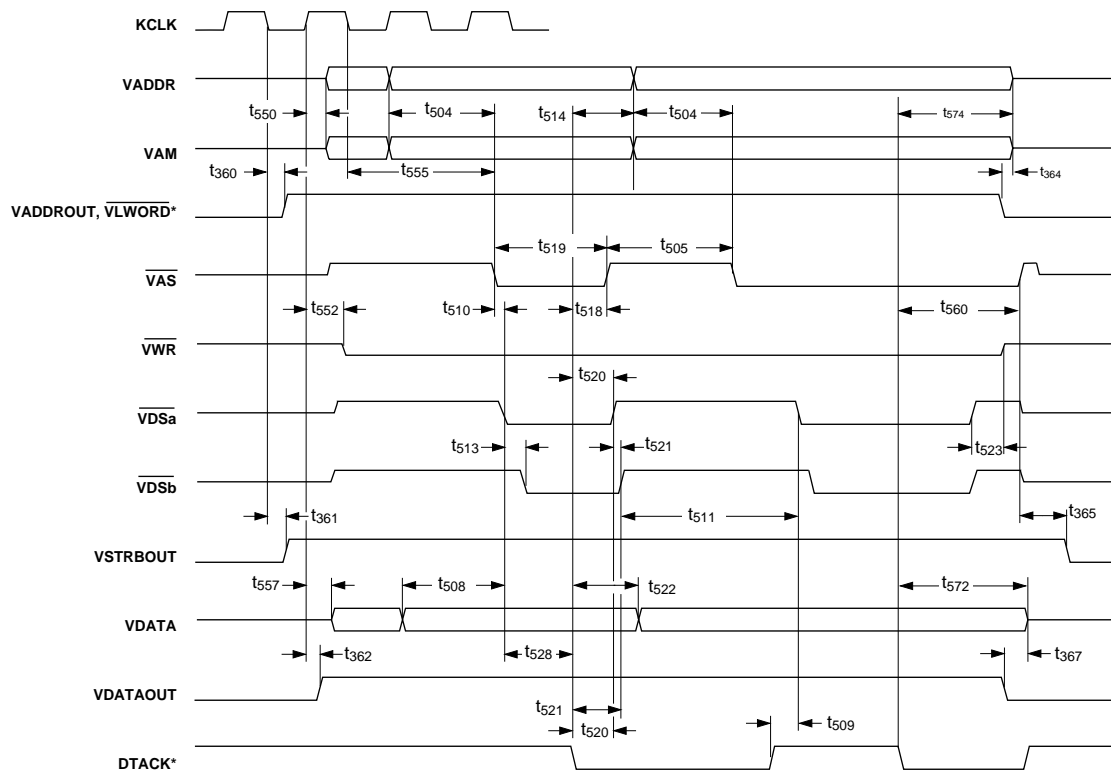 KCLK
VADDR
t550 t504 t514 t504 t574
VAM
t360 t555 t364
VADDROUT, VLWORD*
t519 t505
VAS
t552 t510 t518 t560
VWR
t520
VDSa
t513 t521 t523
VDSb
t361 t511 t365
VSTRBOUT
t557 t508 t522 t572
VDATA
t362 t528 t367
VDATAOUT
t521 t509
t520
DTACK*